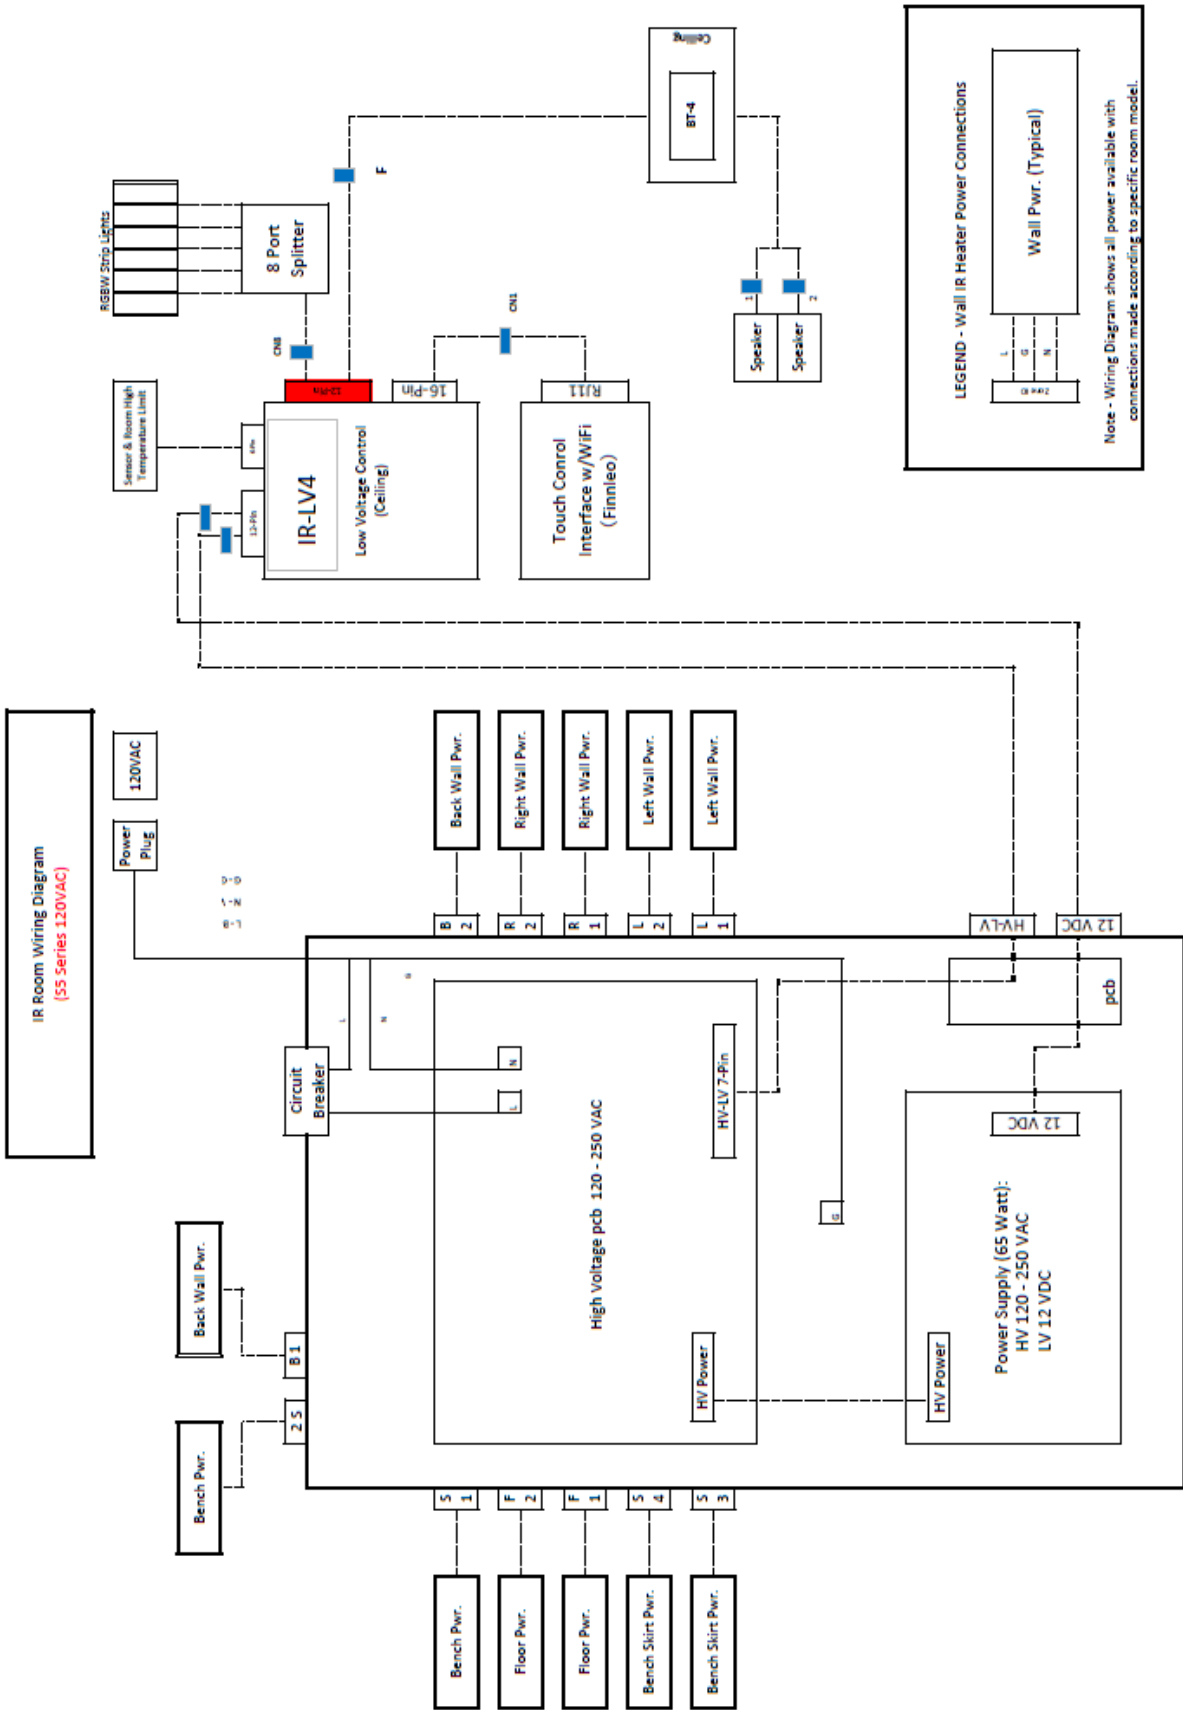 IR Room Wiring Diagram
(S5 Series 120VAC)
120VAC
Power
Plug
RGBW Strip Lights
8 Port
Splitter
F
CN8
CN1
Ceiling
BT-4
1
2
Speaker
Speaker
Sensor & Room High
Temperature Limit
12-Pin
6Pin
12-Pin
16-Pin
IR-LV4
Low Voltage Control
(Ceiling)
RJ11
Touch Conrol
Interface w/WiFi
(Finnleo)
LEGEND - Wall IR Heater Power Connections
Wall Pwr. (Typical)
L
G
N
Zone ID
Note - Wiring Diagram shows all power available with
connections made according to specific room model.
Back Wall Pwr.
Right Wall Pwr.
Right Wall Pwr.
Left Wall Pwr.
Left Wall Pwr.
B
2
R
2
R
1
L
2
L
1
HV-LV
12 VDC
pcb
Circuit
Breaker
L
N
G
L
N
High Voltage pcb 120 - 250 VAC
HV-LV 7-Pin
G
HV Power
HV Power
12 VDC
Power Supply (65 Watt):
HV 120 - 250 VAC
LV 12 VDC
Back Wall Pwr.
Bench Pwr.
B 1
2 S
S
1
F
2
F
1
S
4
S
3
Bench Pwr.
Floor Pwr.
Floor Pwr.
Bench Skirt Pwr.
Bench Skirt Pwr.